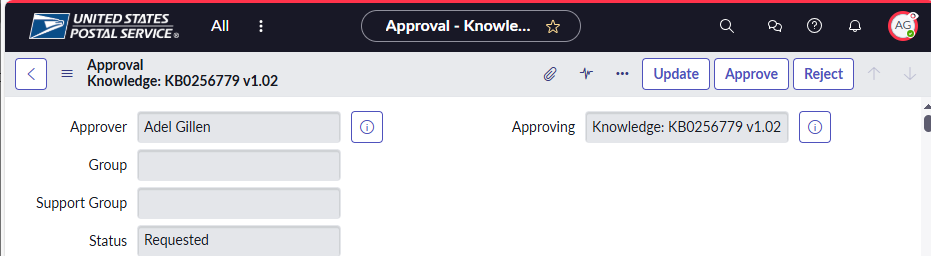 UNITED STATES
POSTAL SERVICE®
All
Approval - Knowle...
AG
Approval
Knowledge: KB0256779 v1.02
Update
Approve
Reject
Approver Adel Gillen
Approving Knowledge: KB0256779 v1.02
Group
Support Group
Status Requested